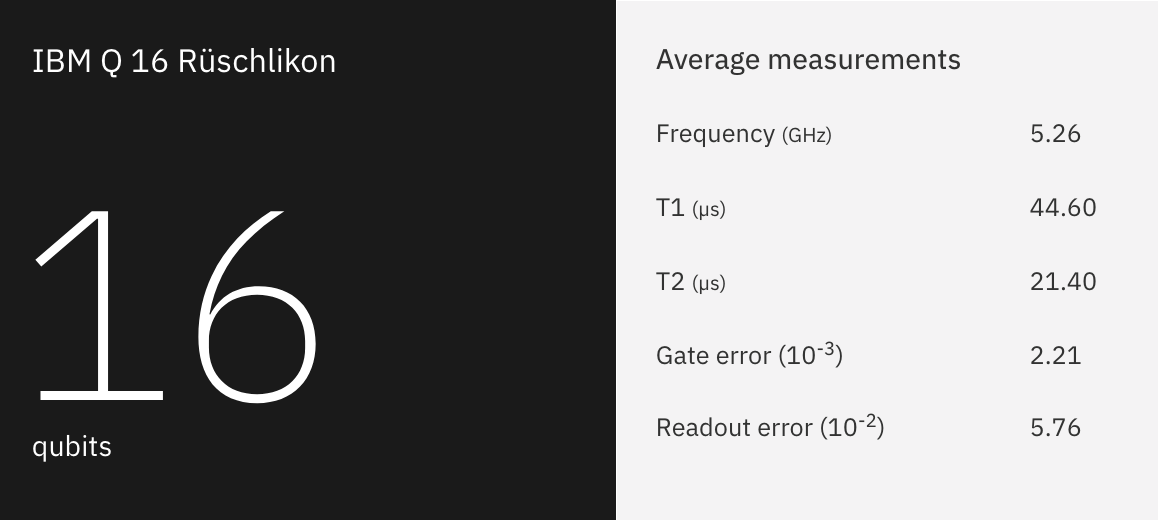 IBM Q 16 Rüschlikon
16
qubits
Average measurements
Frequency (GHz) 5.26
T1 (µs) 44.60
T2 (µs) 21.40
Gate error (10⁻³) 2.21
Readout error (10⁻²) 5.76